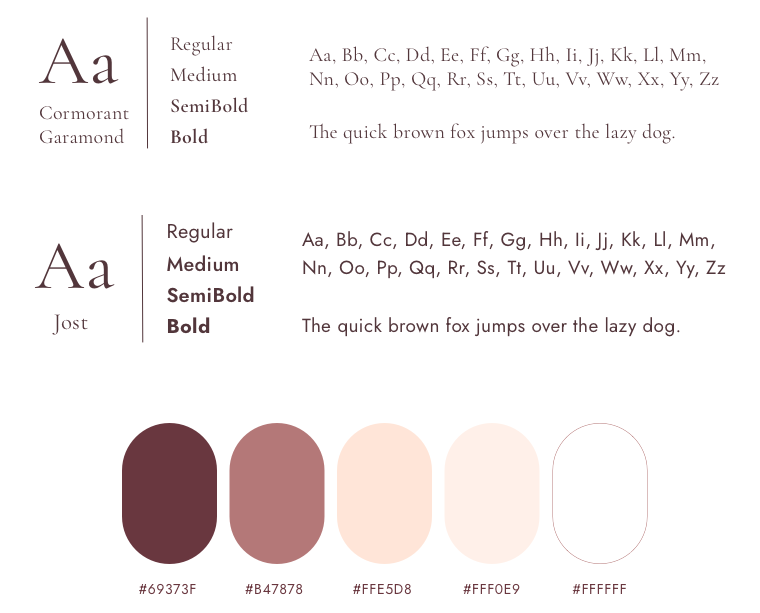 Aa
Cormorant
Garamond
Regular
Medium
SemiBold
Bold
Aa, Bb, Cc, Dd, Ee, Ff, Gg, Hh, Ii, Jj, Kk, Ll, Mm,
Nn, Oo, Pp, Qq, Rr, Ss, Tt, Uu, Vv, Ww, Xx, Yy, Zz
The quick brown fox jumps over the lazy dog.
Aa
Jost
Regular
Medium
SemiBold
Bold
Aa, Bb, Cc, Dd, Ee, Ff, Gg, Hh, Ii, Jj, Kk, Ll, Mm,
Nn, Oo, Pp, Qq, Rr, Ss, Tt, Uu, Vv, Ww, Xx, Yy, Zz
The quick brown fox jumps over the lazy dog.
#69373F #B47878 #FFE5D8 #FFF0E9 #FFFFFF